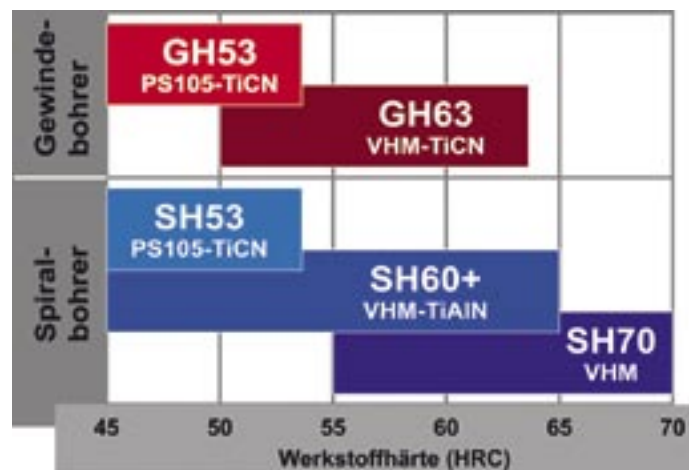 Gewinde-
bohrer
GH53
PS105-TiCN
GH63
VHM-TiCN
Spiral-
bohrer
SH53
PS105-TiCN
SH60+
VHM-TiAlN
SH70
VHM
45 50 55 60 65 70
Werkstoffhärte (HRC)